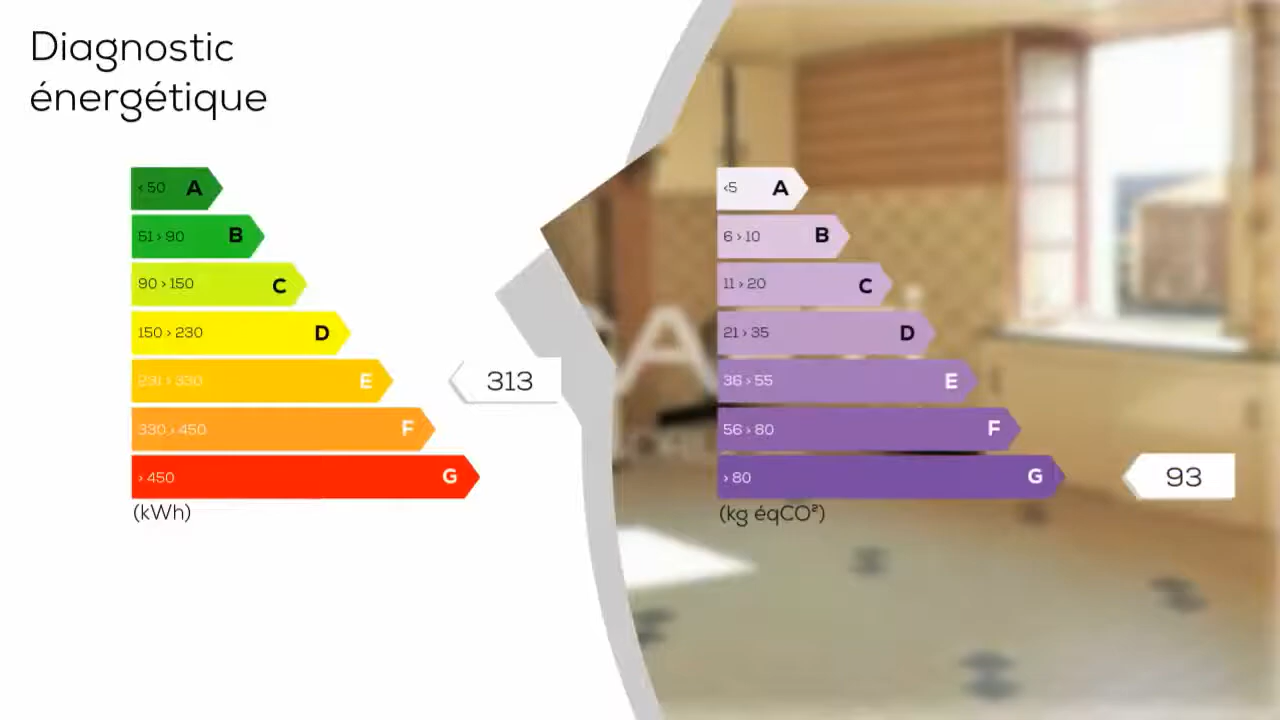 Diagnostic
énergétique
< 50 A
51 > 90 B
90 > 150 C
150 > 230 D
231 > 330 E
330 > 450 F
> 450 G
(kWh)
313
<5 A
6 > 10 B
11 > 20 C
21 > 35 D
36 > 55 E
56 > 80 F
> 80 G
(kg éqCO²)
93